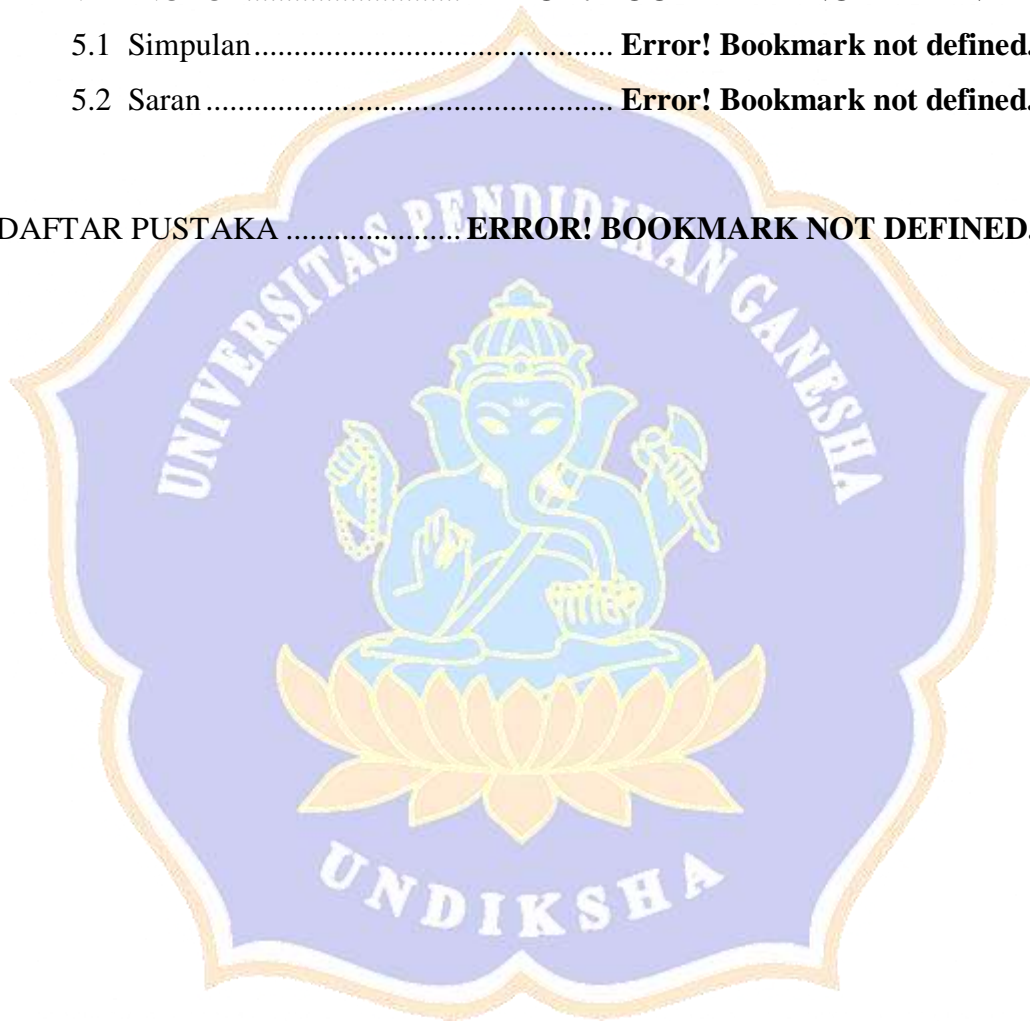 5.1 Simpulan............................................. Error! Bookmark not defined.
5.2 Saran................................................... Error! Bookmark not defined.
DAFTAR PUSTAKA ...................... ERROR! BOOKMARK NOT DEFINED.
UNIVERSITAS PENDIDIKAN GANESHA
UNDIKSHA